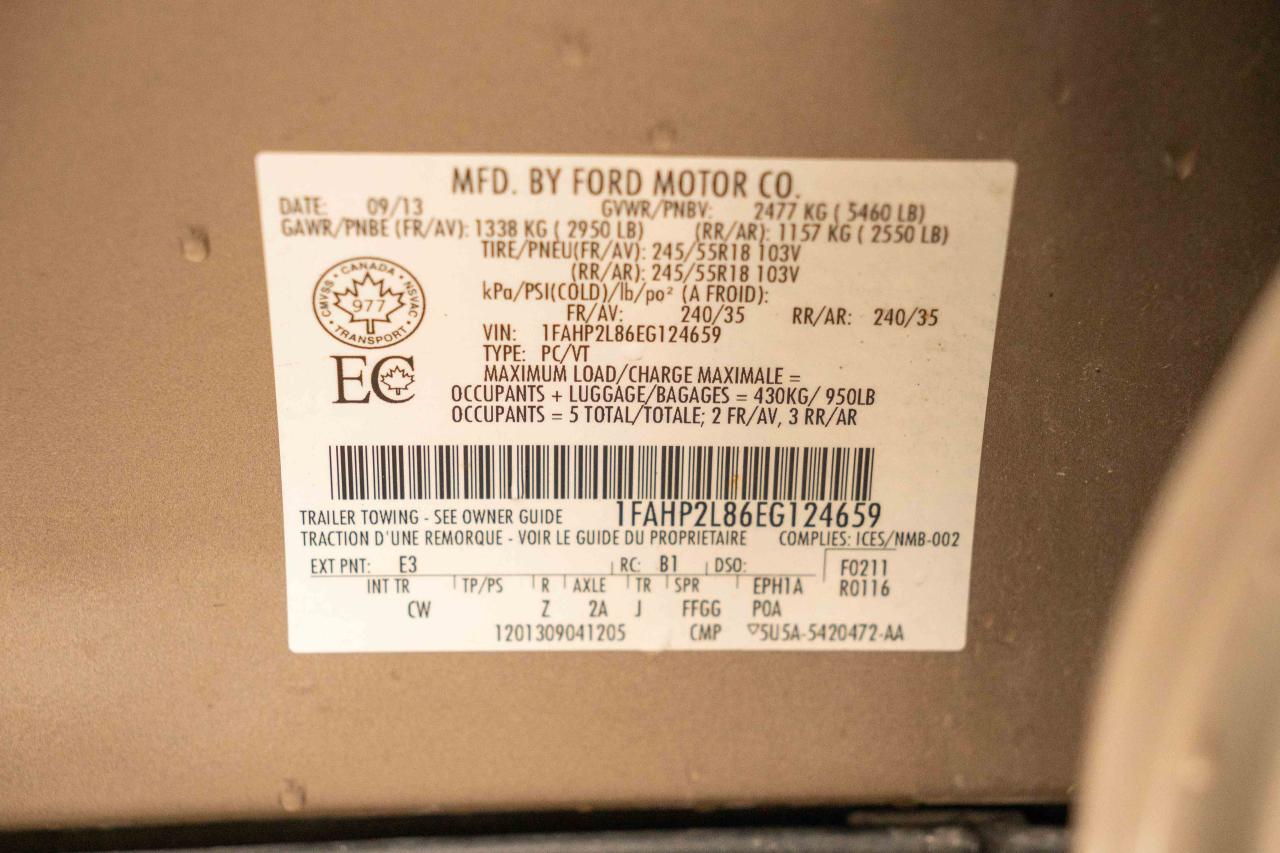 MFD. BY FORD MOTOR CO.
DATE: 09/13 GVWR/PNBV: 2477 KG ( 5460 LB)
GAWR/PNBE (FR/AV): 1338 KG ( 2950 LB) (RR/AR): 1157 KG ( 2550 LB)
TIRE/PNEU(FR/AV): 245/55R18 103V
(RR/AR): 245/55R18 103V
kPa/PSI(COLD)/lb/po² (A FROID):
FR/AV: 240/35 RR/AR: 240/35
CANADA
CMVSS 977 NSVAC
TRANSPORT
VIN: 1FAHP2L86EG124659
TYPE: PC/VT
EC
MAXIMUM LOAD/CHARGE MAXIMALE =
OCCUPANTS + LUGGAGE/BAGAGES = 430KG/ 950LB
OCCUPANTS = 5 TOTAL/TOTALE; 2 FR/AV, 3 RR/AR
TRAILER TOWING - SEE OWNER GUIDE 1FAHP2L86EG124659
TRACTION D'UNE REMORQUE - VOIR LE GUIDE DU PROPRIETAIRE COMPLIES: ICES/NMB-002
EXT PNT: E3 RC: B1 DSO: F0211
INT TR TP/PS R AXLE TR SPR EPH1A R0116
CW Z 2A J FFGG POA
1201309041205 CMP ▽5U5A-5420472-AA